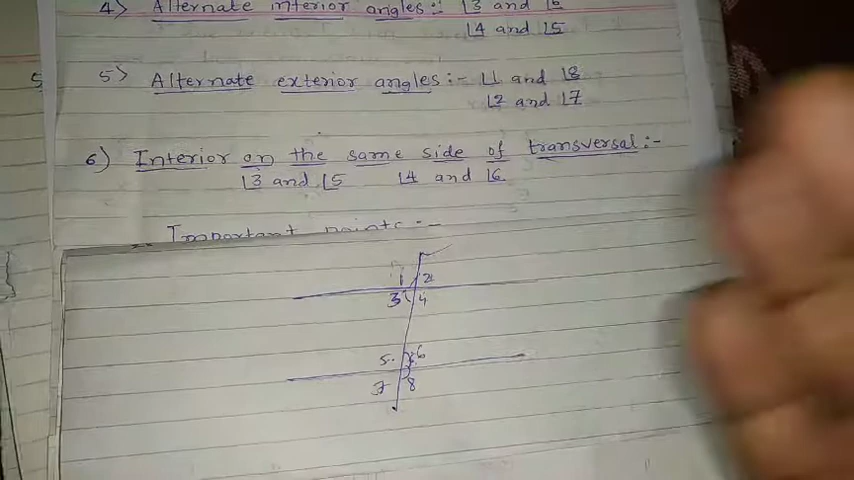 4) Alternate interior angles :- ∠3 and ∠6
∠4 and ∠5
5) Alternate exterior angles :- ∠1 and ∠8
∠2 and ∠7
6) Interior on the same side of transversal :-
∠3 and ∠5 ∠4 and ∠6
Important points :-
1 2
3 4
5 6
7 8